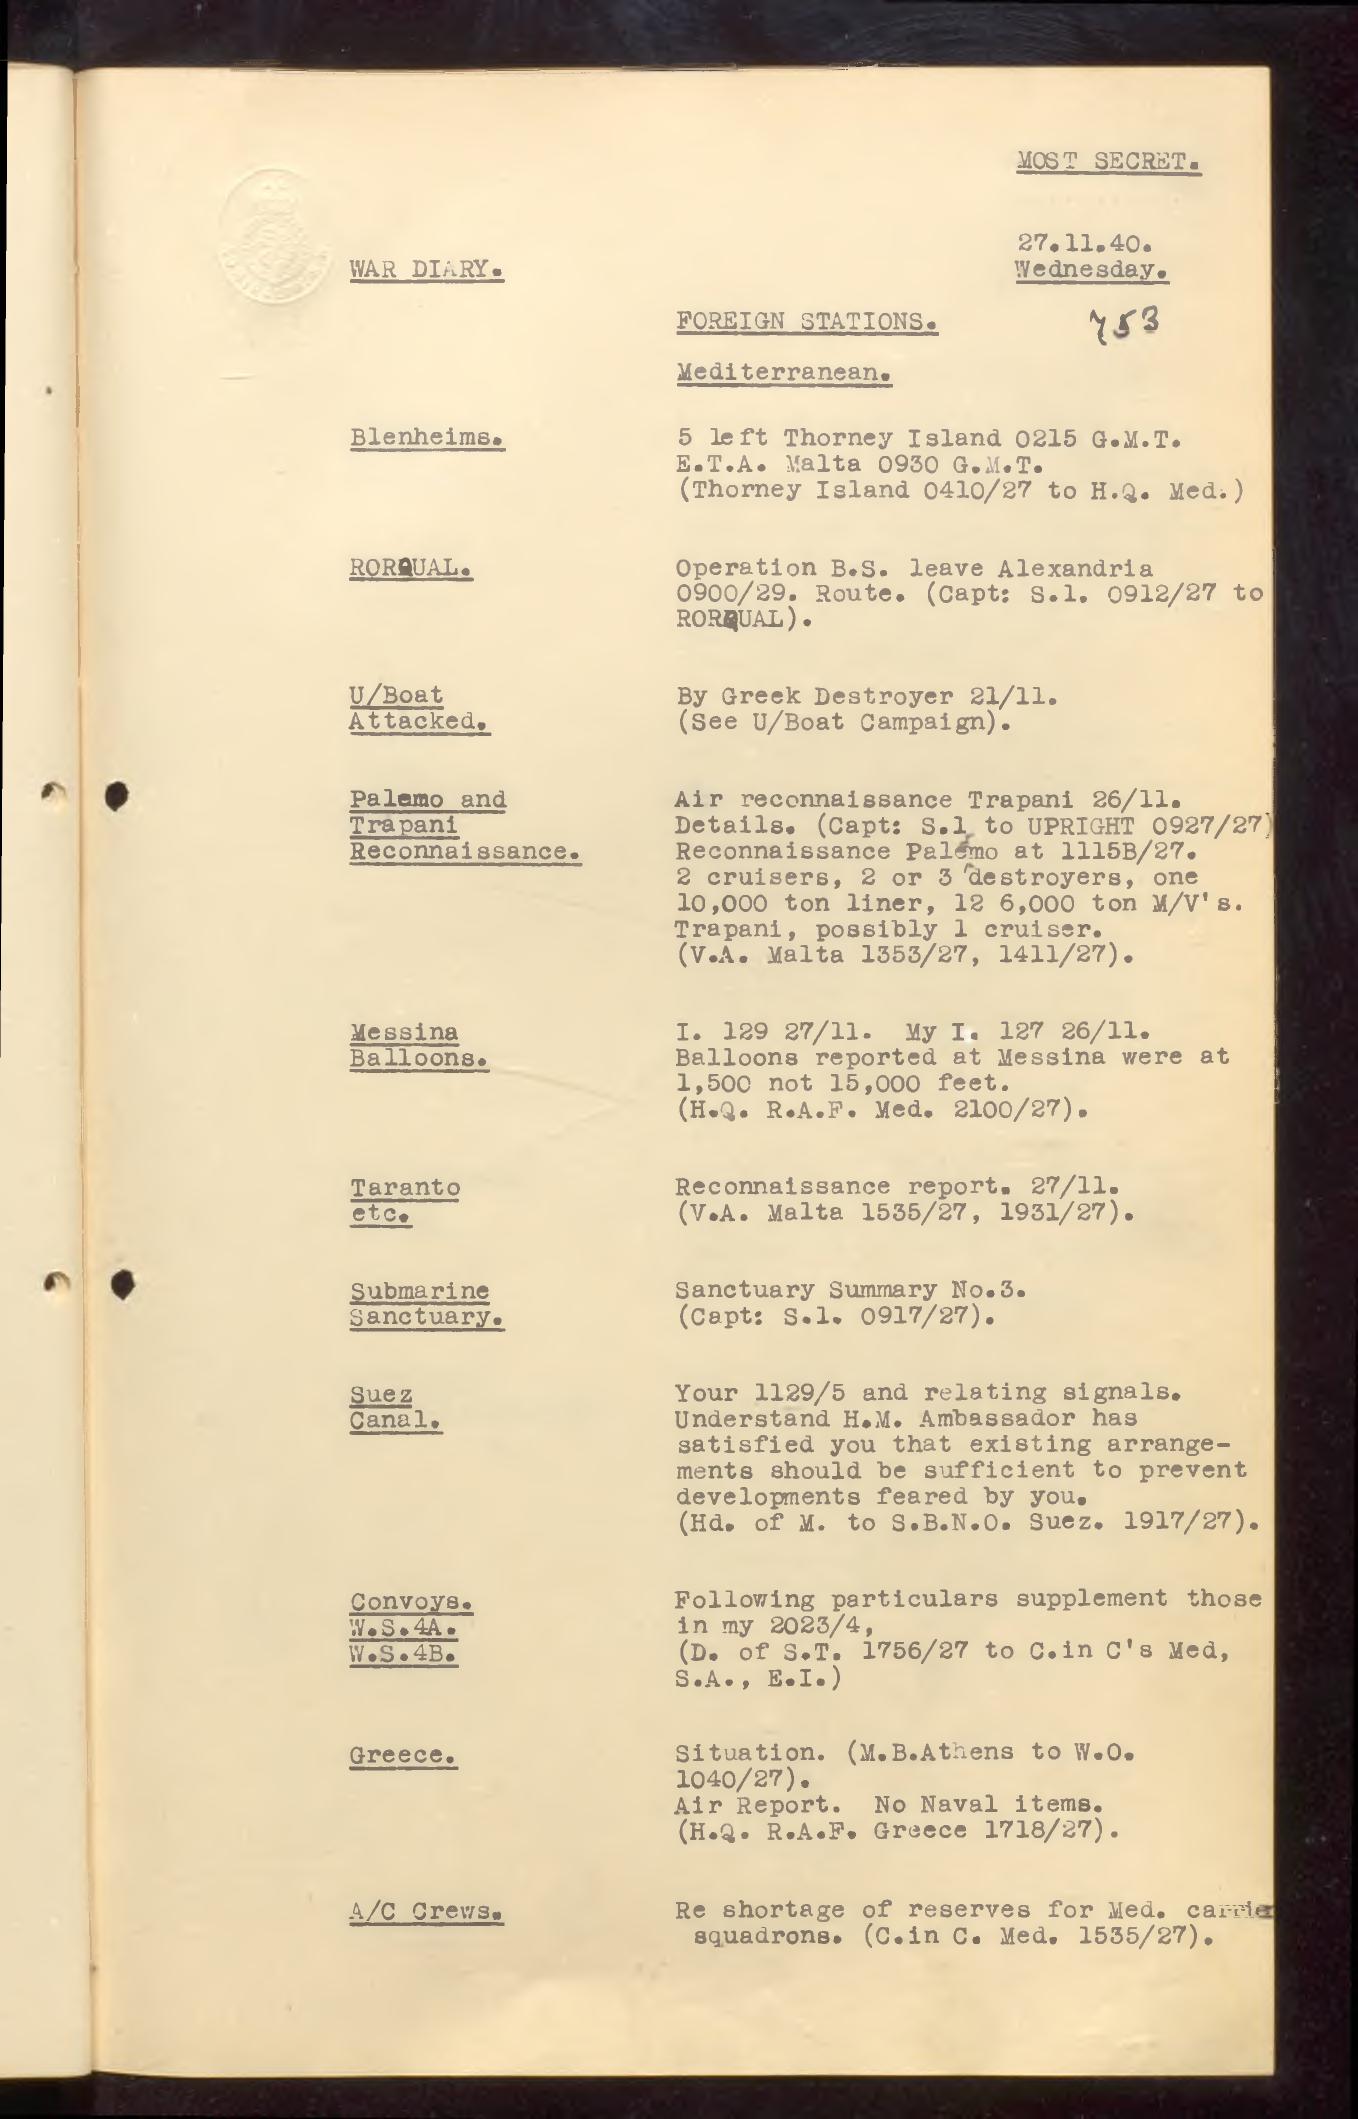 MOST SECRET.
27.11.40.
WAR DIARY.
Wednesday.
FOREIGN STATIONS.
753
Mediterranean.
Blenheims.
5 left Thorney Island 0215 G.M.T.
E.T.A. Malta 0930 G.M.T.
(Thorney Island 0410/27 to H.Q. Med.)
RORQUAL.
Operation B.S. leave Alexandria
0900/29. Route. (Capt: S.1. 0912/27 to
RORQUAL).
U/Boat
Attacked.
By Greek Destroyer 21/11.
(See U/Boat Campaign).
Palemo and
Trapani
Reconnaissance.
Air reconnaissance Trapani 26/11.
Details. (Capt: S.1 to UPRIGHT 0927/27)
Reconnaissance Palermo at 1115B/27.
2 cruisers, 2 or 3 destroyers, one
10,000 ton liner, 12 6,000 ton M/V's.
Trapani, possibly 1 cruiser.
(V.A. Malta 1353/27, 1411/27).
Messina
Balloons.
I. 129 27/11. My I. 127 26/11.
Balloons reported at Messina were at
1,500 not 15,000 feet.
(H.Q. R.A.F. Med. 2100/27).
Taranto
etc.
Reconnaissance report. 27/11.
(V.A. Malta 1535/27, 1931/27).
Submarine
Sanctuary.
Sanctuary Summary No.3.
(Capt: S.1. 0917/27).
Suez
Canal.
Your 1129/5 and relating signals.
Understand H.M. Ambassador has
satisfied you that existing arrange-
ments should be sufficient to prevent
developments feared by you.
(Hd. of M. to S.B.N.O. Suez. 1917/27).
Convoys.
W.S.4A.
W.S.4B.
Following particulars supplement those
in my 2023/4,
(D. of S.T. 1756/27 to C.in C's Med,
S.A., E.I.)
Greece.
Situation. (M.B.Athens to W.O.
1040/27).
Air Report. No Naval items.
(H.Q. R.A.F. Greece 1718/27).
A/C Crews.
Re shortage of reserves for Med. carrie
squadrons. (C.in C. Med. 1535/27).